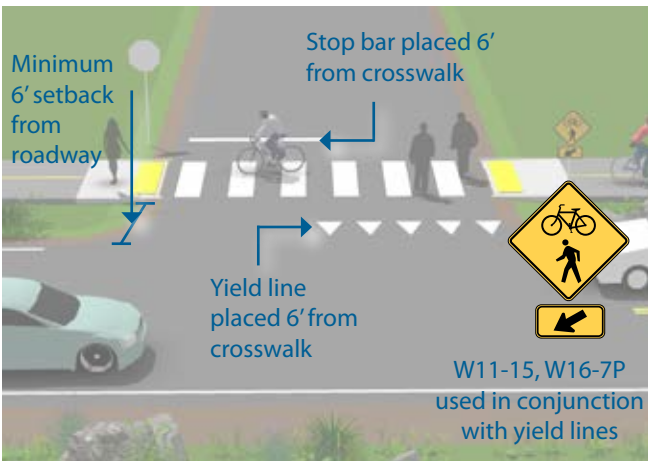 Minimum
6’ setback
from
roadway
Stop bar placed 6’
from crosswalk
Yield line
placed 6’ from
crosswalk
W11-15, W16-7P
used in conjunction
with yield lines